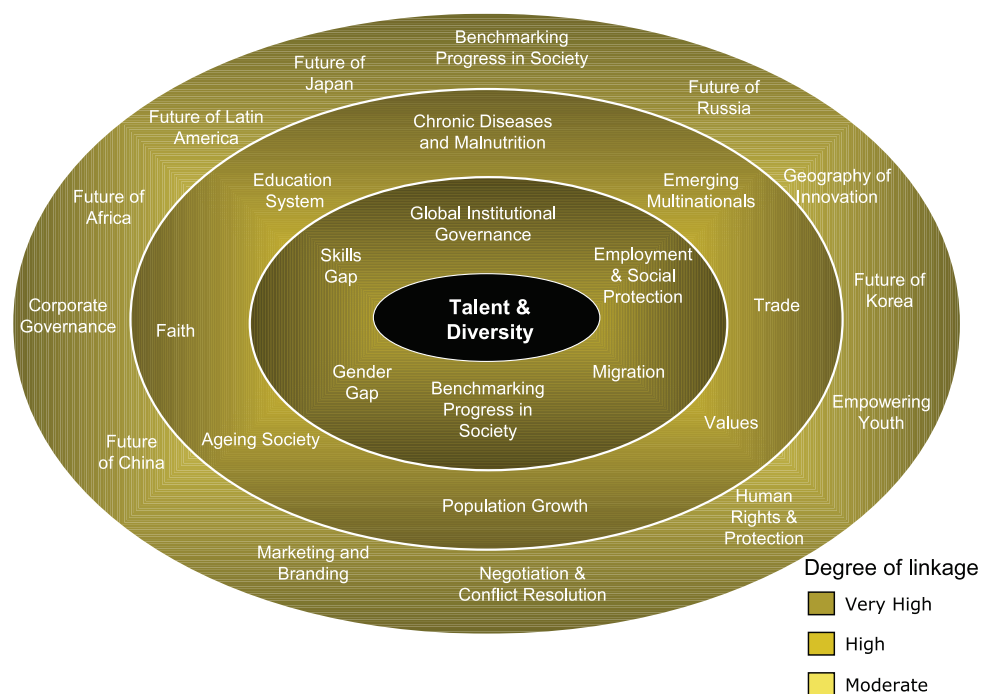 Benchmarking
Progress in Society
Future of
Japan
Future of
Russia
Future of Latin
America
Chronic Diseases
and Malnutrition
Education
System
Emerging
Multinationals
Geography of
Innovation
Future of
Africa
Global Institutional
Governance
Skills
Gap
Employment
& Social
Protection
Future of
Korea
Corporate
Governance
Faith
Talent &
Diversity
Trade
Gender
Gap
Migration
Benchmarking
Progress in
Society
Empowering
Youth
Values
Ageing Society
Future
of China
Population Growth
Human
Rights &
Protection
Marketing and
Branding
Negotiation &
Conflict Resolution
Degree of linkage
Very High
High
Moderate